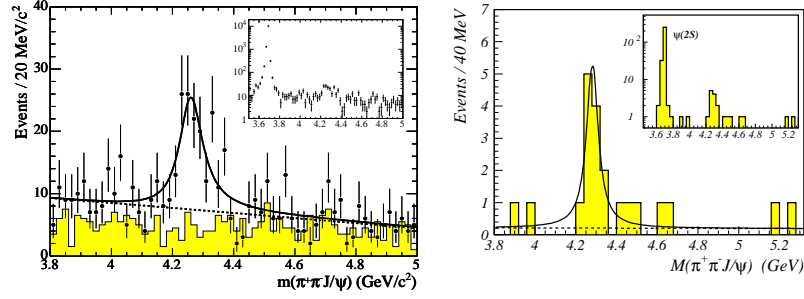 Events / 20 MeV/c²
40
30
20
10
0
3.8 4 4.2 4.4 4.6 4.8 5
m(π⁺π⁻J/ψ) (GeV/c²)
10⁴
10³
10²
10
1
3.6 3.8 4 4.2 4.4 4.6 4.8 5
Events / 40 MeV
7
6
5
4
3
2
1
0
3.8 4 4.2 4.4 4.6 4.8 5 5.2
M(π⁺π⁻J/ψ) (GeV)
ψ(2S)
10²
10
1
3.6 3.8 4 4.2 4.4 4.6 4.8 5 5.2